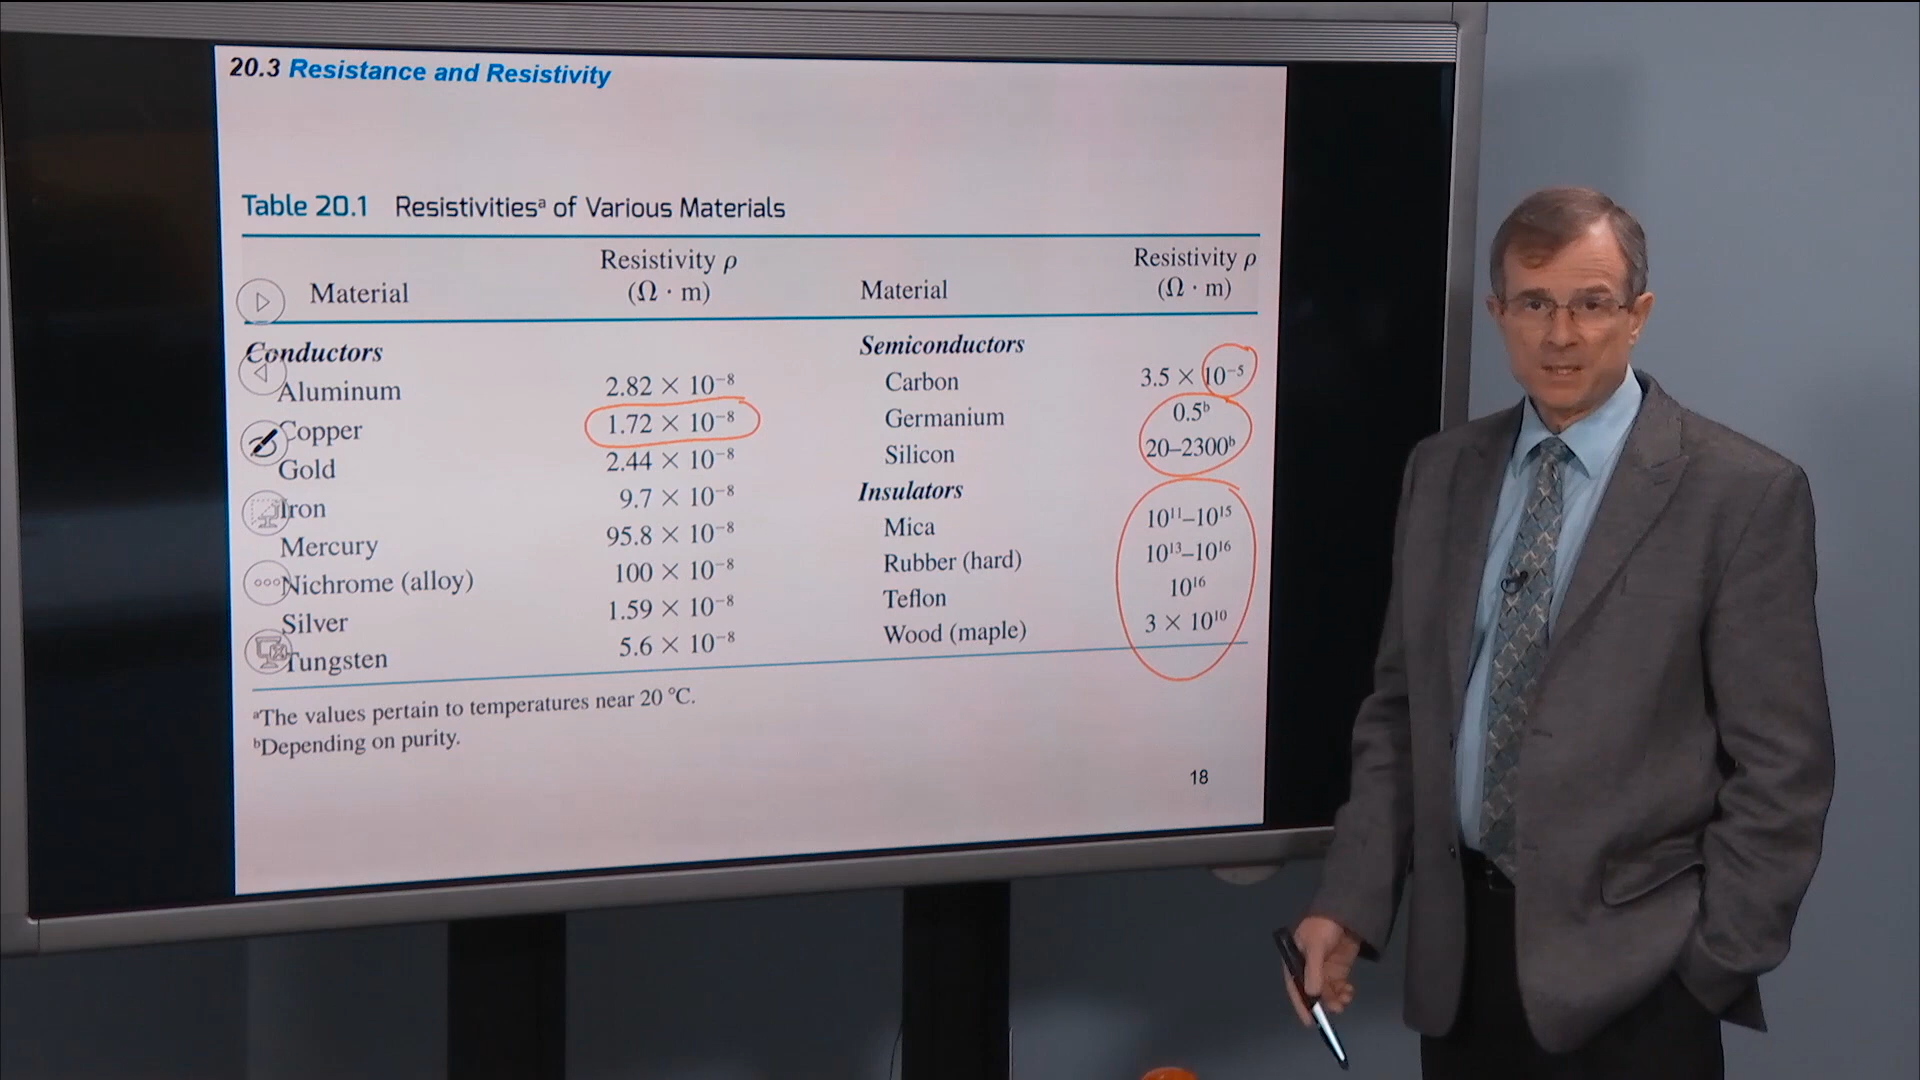 20.3 Resistance and Resistivity
Table 20.1 Resistivitiesᵃ of Various Materials
Material Resistivity ρ (Ω · m) Material Resistivity ρ (Ω · m)
Conductors
Aluminum 2.82 × 10⁻⁸
Copper 1.72 × 10⁻⁸
Gold 2.44 × 10⁻⁸
Iron 9.7 × 10⁻⁸
Mercury 95.8 × 10⁻⁸
Nichrome (alloy) 100 × 10⁻⁸
Silver 1.59 × 10⁻⁸
Tungsten 5.6 × 10⁻⁸
Semiconductors
Carbon 3.5 × 10⁻⁵
Germanium 0.5ᵇ
Silicon 20–2300ᵇ
Insulators
Mica 10¹¹–10¹⁵
Rubber (hard) 10¹³–10¹⁶
Teflon 10¹⁶
Wood (maple) 3 × 10¹⁰
ᵃThe values pertain to temperatures near 20 °C.
ᵇDepending on purity.
18